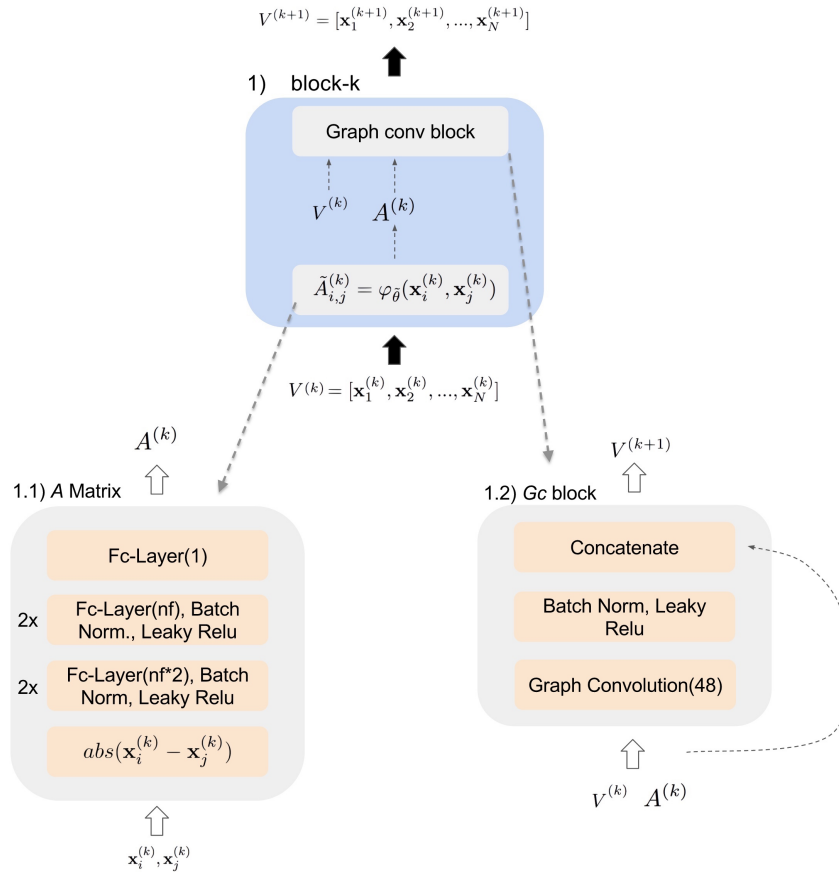 V^{(k+1)} = [x_1^{(k+1)}, x_2^{(k+1)}, ..., x_N^{(k+1)}]
1) block-k
Graph conv block
V^{(k)} A^{(k)}
Ã_{i,j}^{(k)} = φ_{θ̃}(x_i^{(k)}, x_j^{(k)})
V^{(k)} = [x_1^{(k)}, x_2^{(k)}, ..., x_N^{(k)}]
A^{(k)}
1.1) A Matrix
Fc-Layer(1)
2x Fc-Layer(nf), Batch
Norm., Leaky Relu
2x Fc-Layer(nf*2), Batch
Norm, Leaky Relu
abs(x_i^{(k)} − x_j^{(k)})
x_i^{(k)}, x_j^{(k)}
V^{(k+1)}
1.2) Gc block
Concatenate
Batch Norm, Leaky
Relu
Graph Convolution(48)
V^{(k)} A^{(k)}